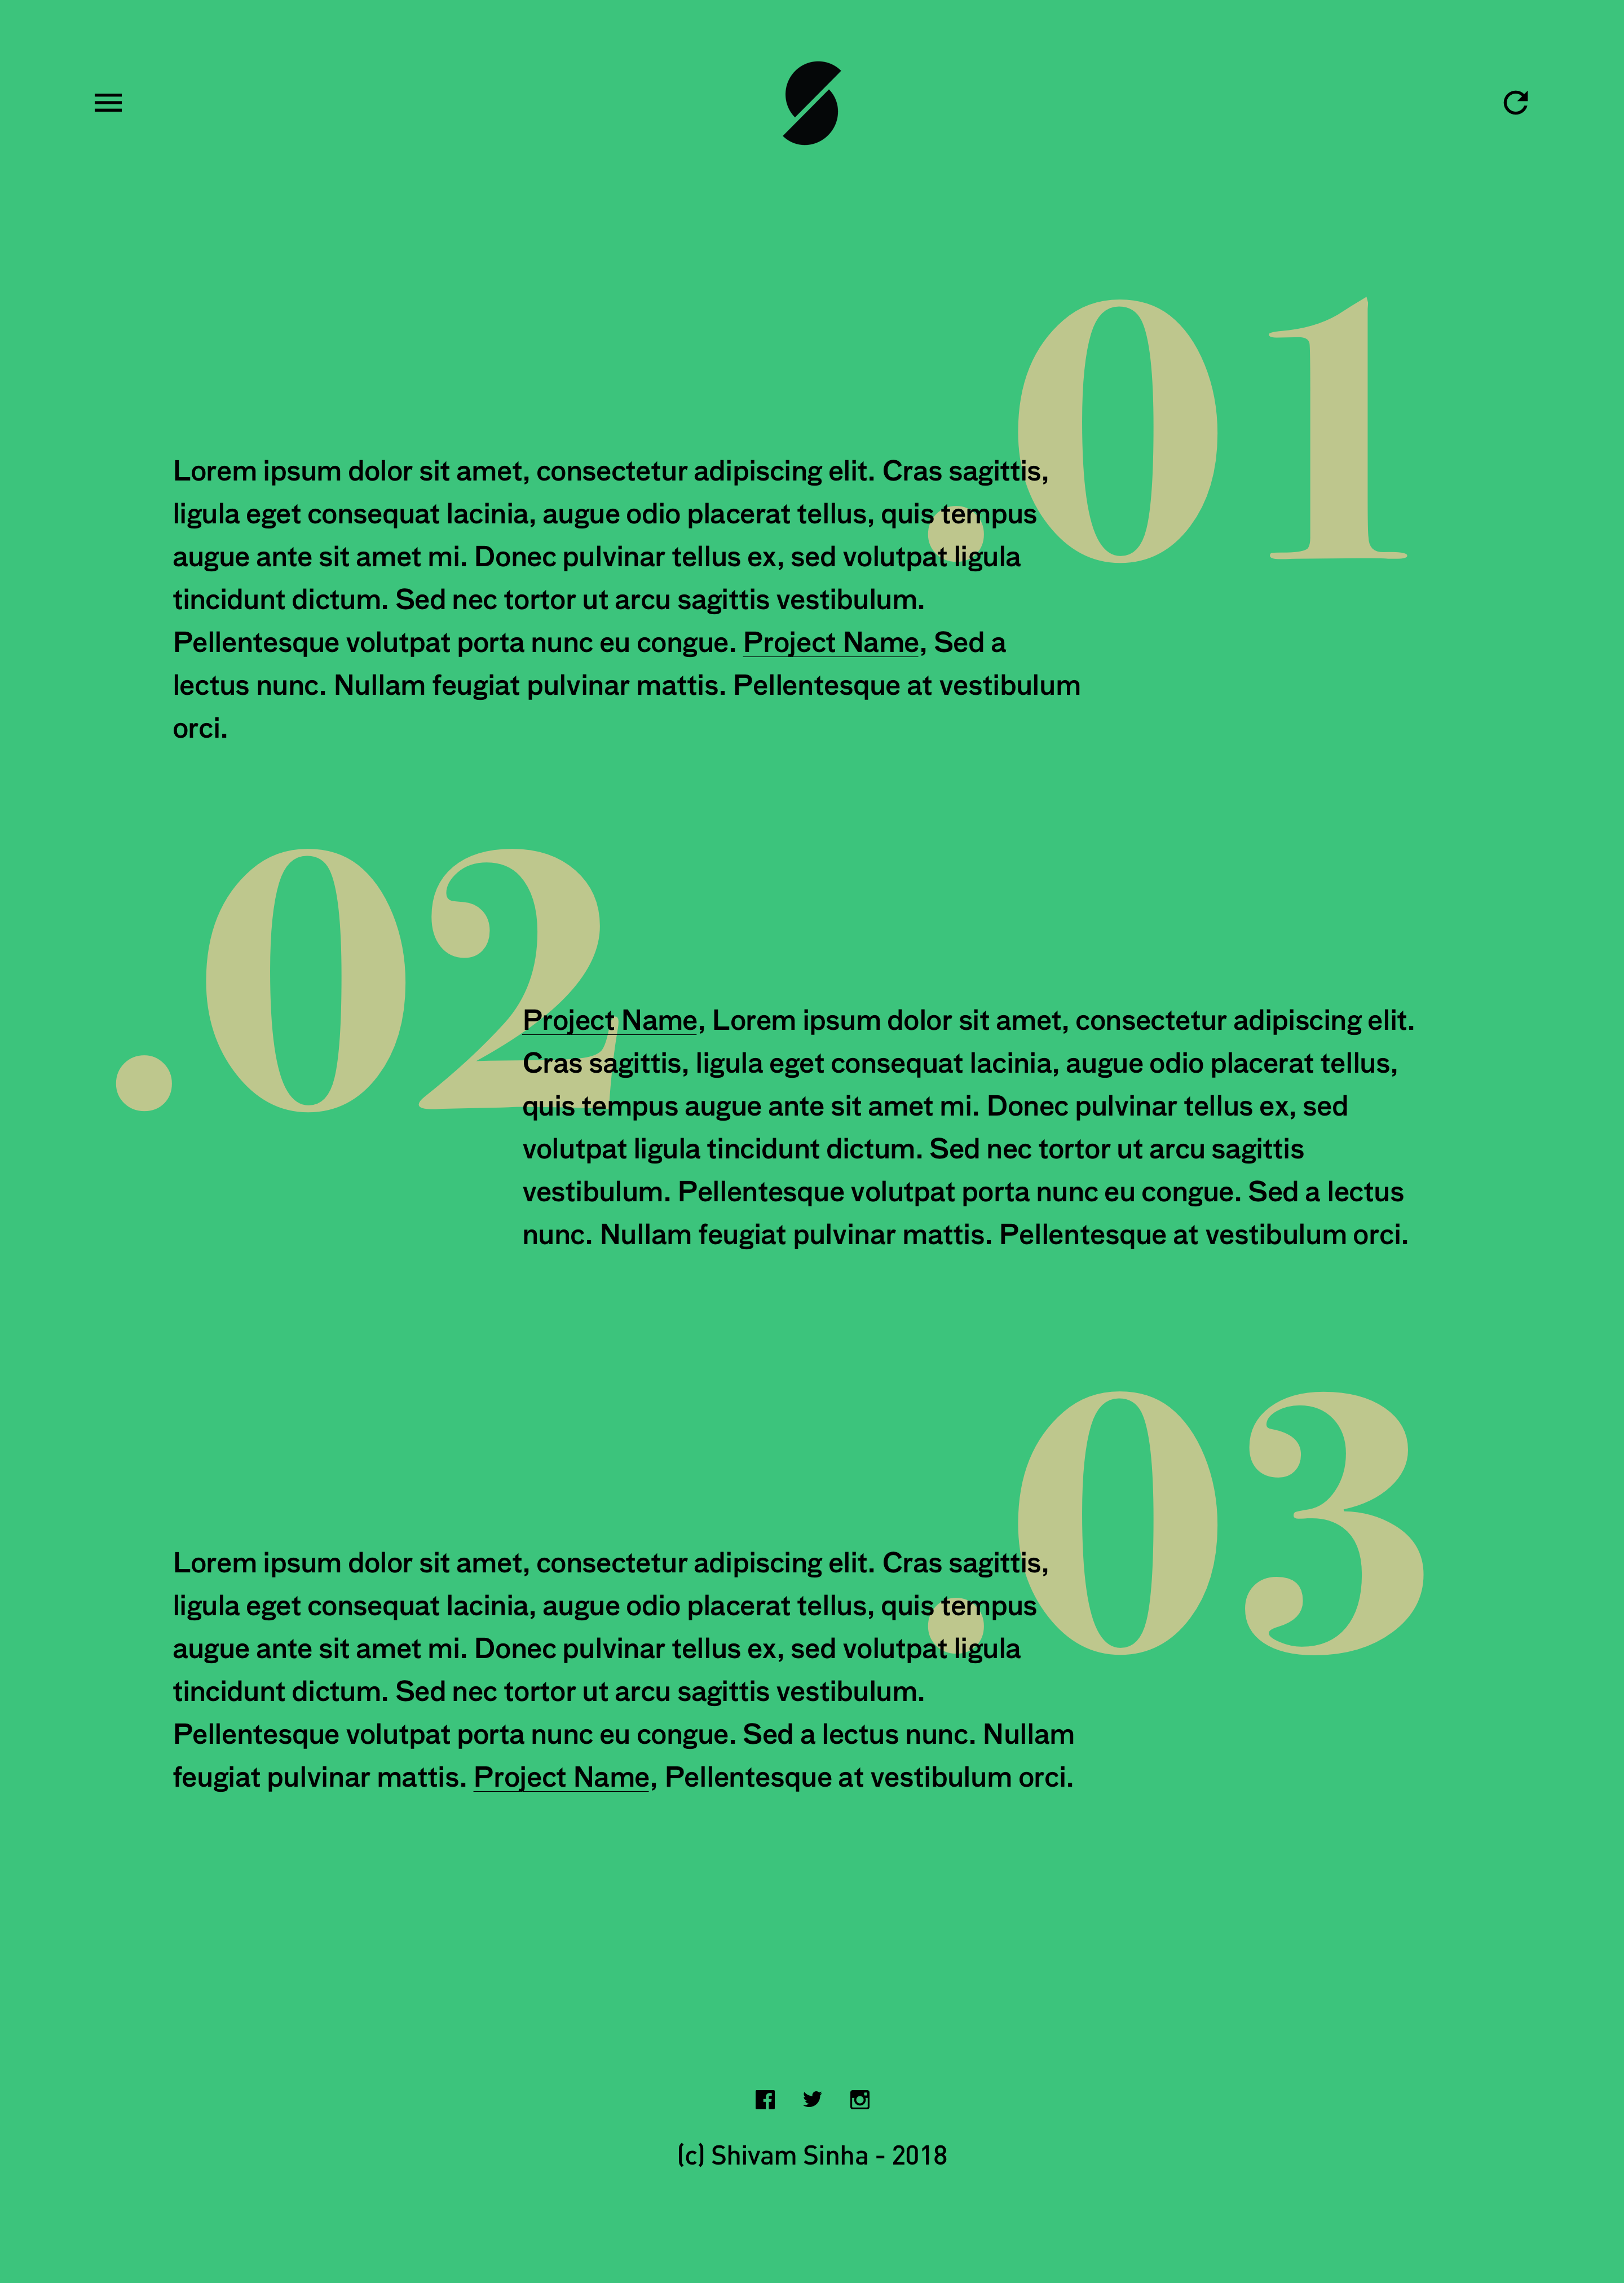 .01
Lorem ipsum dolor sit amet, consectetur adipiscing elit. Cras sagittis,
ligula eget consequat lacinia, augue odio placerat tellus, quis tempus
augue ante sit amet mi. Donec pulvinar tellus ex, sed volutpat ligula
tincidunt dictum. Sed nec tortor ut arcu sagittis vestibulum.
Pellentesque volutpat porta nunc eu congue. Project Name, Sed a
lectus nunc. Nullam feugiat pulvinar mattis. Pellentesque at vestibulum
orci.
.02
Project Name, Lorem ipsum dolor sit amet, consectetur adipiscing elit.
Cras sagittis, ligula eget consequat lacinia, augue odio placerat tellus,
quis tempus augue ante sit amet mi. Donec pulvinar tellus ex, sed
volutpat ligula tincidunt dictum. Sed nec tortor ut arcu sagittis
vestibulum. Pellentesque volutpat porta nunc eu congue. Sed a lectus
nunc. Nullam feugiat pulvinar mattis. Pellentesque at vestibulum orci.
.03
Lorem ipsum dolor sit amet, consectetur adipiscing elit. Cras sagittis,
ligula eget consequat lacinia, augue odio placerat tellus, quis tempus
augue ante sit amet mi. Donec pulvinar tellus ex, sed volutpat ligula
tincidunt dictum. Sed nec tortor ut arcu sagittis vestibulum.
Pellentesque volutpat porta nunc eu congue. Sed a lectus nunc. Nullam
feugiat pulvinar mattis. Project Name, Pellentesque at vestibulum orci.
(c) Shivam Sinha - 2018